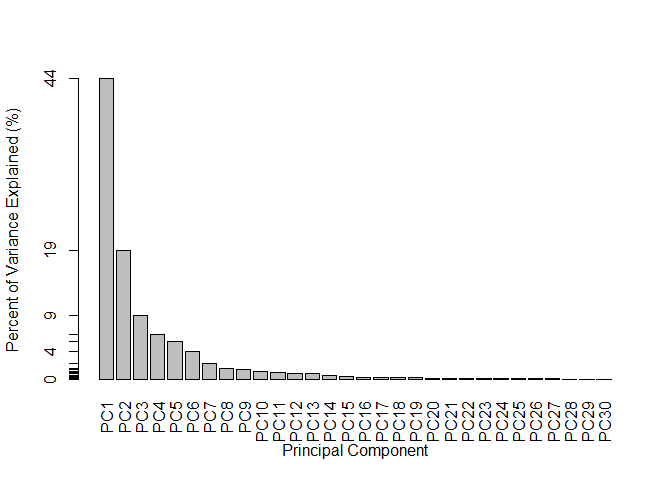 Percent of Variance Explained (%)
44
19
9
4
0
PC1
PC2
PC3
PC4
PC5
PC6
PC7
PC8
PC9
PC10
PC11
PC12
PC13
PC14
PC15
PC16
PC17
PC18
PC19
PC20
PC21
PC22
PC23
PC24
PC25
PC26
PC27
PC28
PC29
PC30
Principal Component